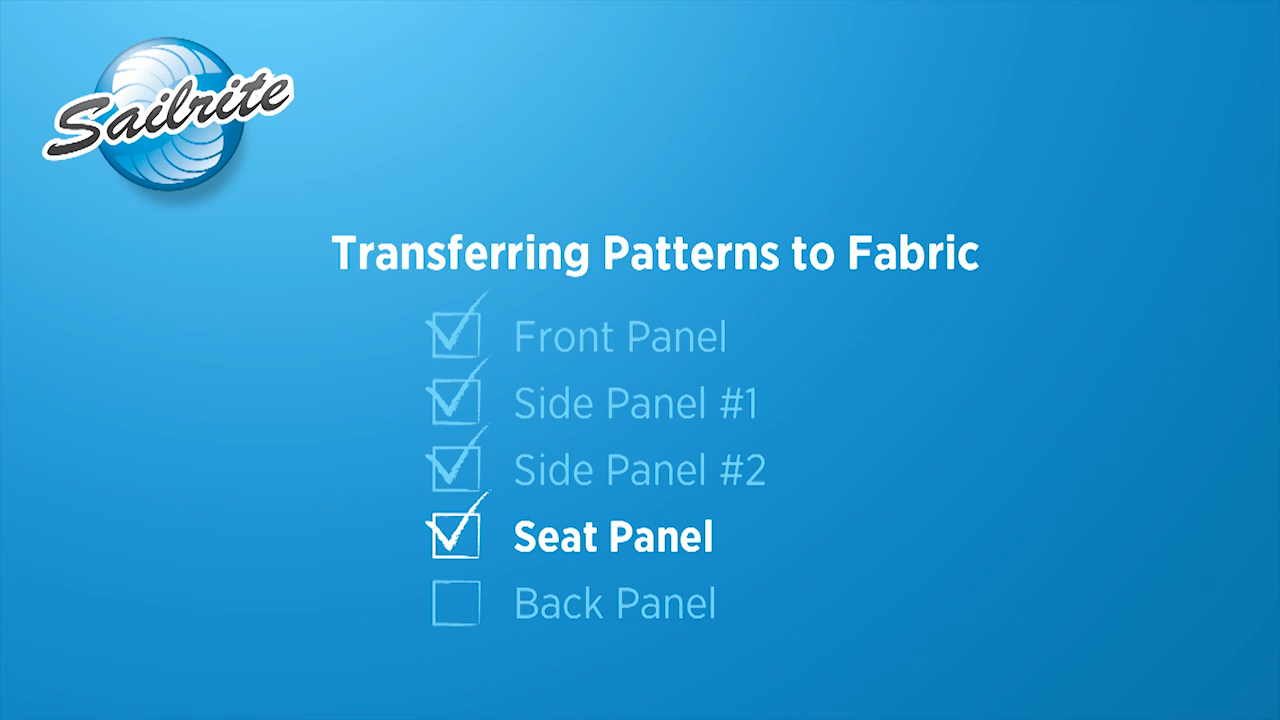 Sailrite
Transferring Patterns to Fabric
Front Panel
Side Panel #1
Side Panel #2
Seat Panel
Back Panel